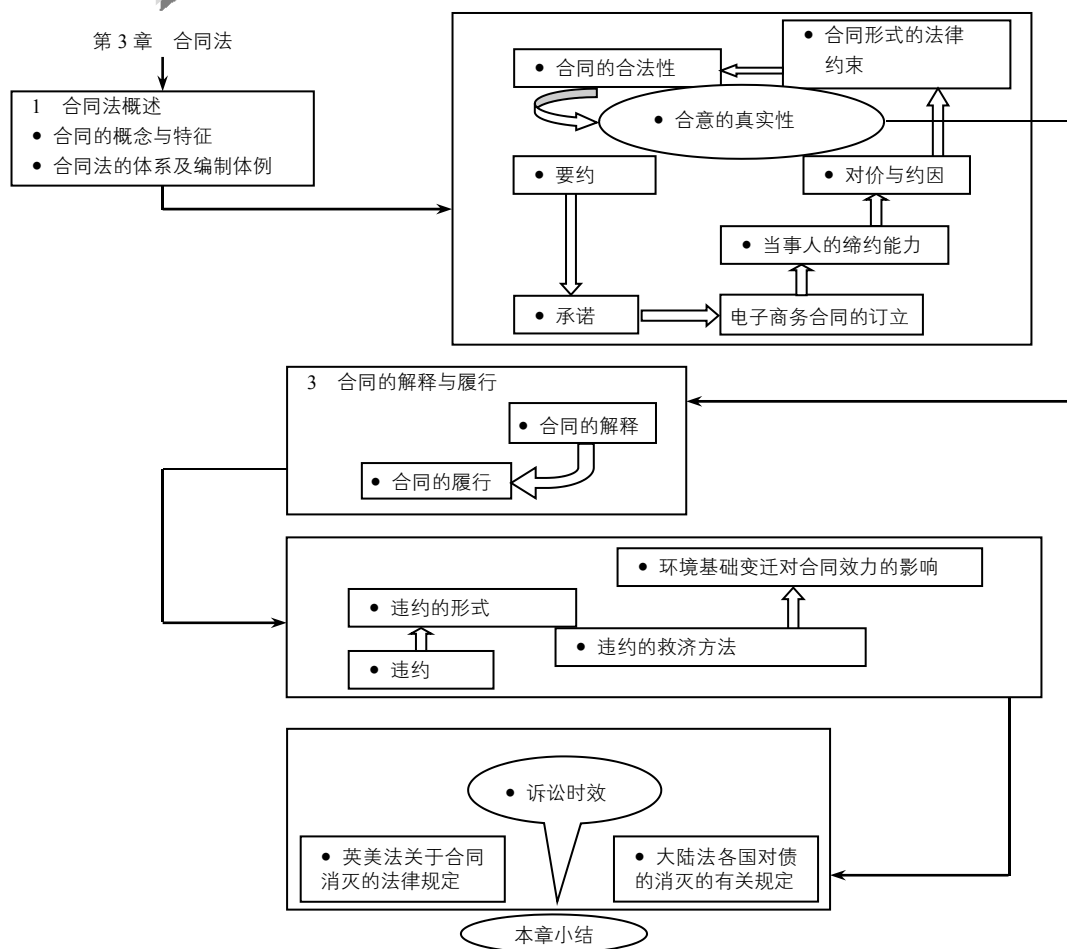 第 3 章　合同法
1　合同法概述
● 合同的概念与特征
● 合同法的体系及编制体例
● 合同形式的法律
约束
● 合同的合法性
● 合意的真实性
● 要约
● 对价与约因
● 当事人的缔约能力
● 承诺
电子商务合同的订立
3　合同的解释与履行
● 合同的解释
● 合同的履行
● 环境基础变迁对合同效力的影响
● 违约的形式
● 违约的救济方法
● 违约
● 诉讼时效
● 英美法关于合同
消灭的法律规定
● 大陆法各国对债
的消灭的有关规定
本章小结